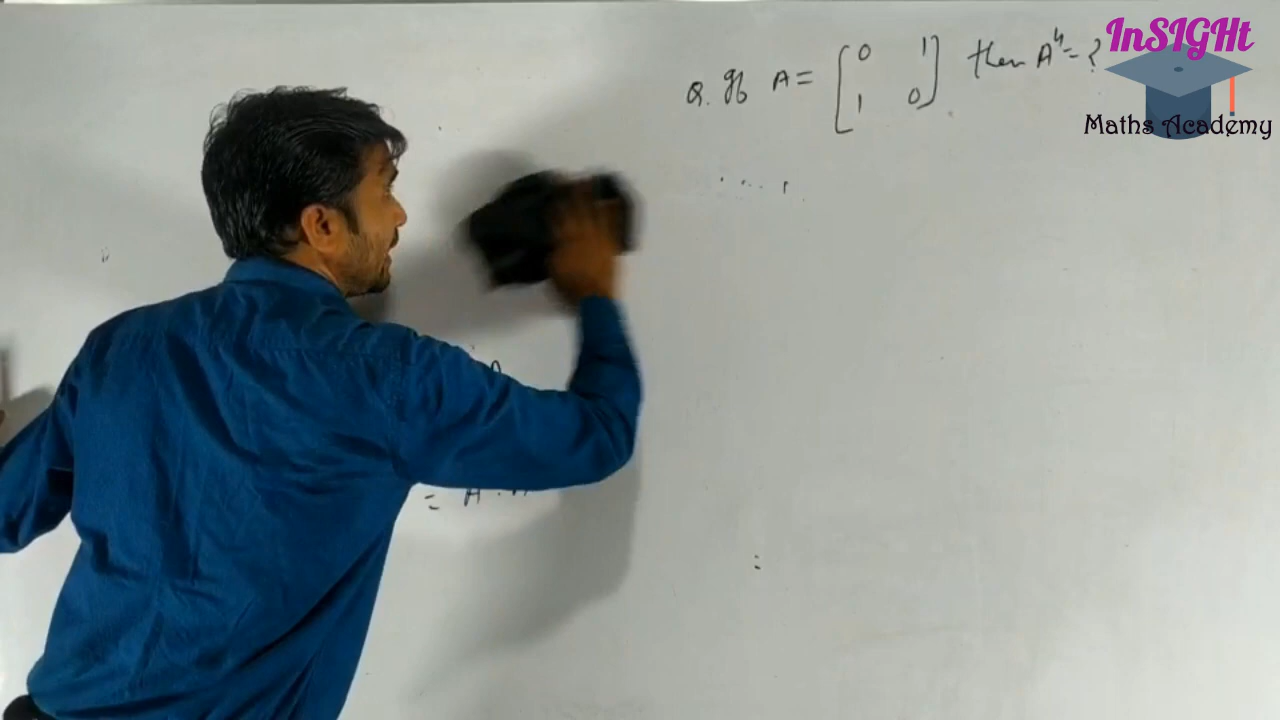 Q. If A = [0 1
1 0] then A⁴ = ?
InSIGHt
Maths Academy
= A